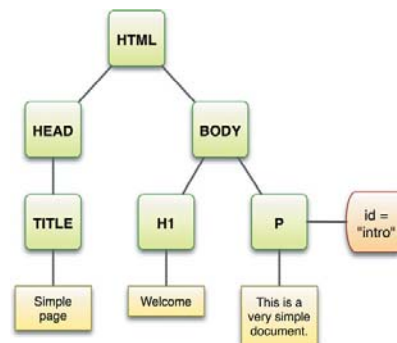 HTML
HEAD
BODY
TITLE
H1
P
id =
"intro"
Simple
page
Welcome
This is a
very simple
document.